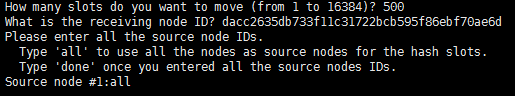 How many slots do you want to move (from 1 to 16384)? 500
What is the receiving node ID? dacc2635db733f11c31722bcb595f86ebf70ae6d
Please enter all the source node IDs.
  Type 'all' to use all the nodes as source nodes for the hash slots.
  Type 'done' once you entered all the source nodes IDs.
Source node #1:all